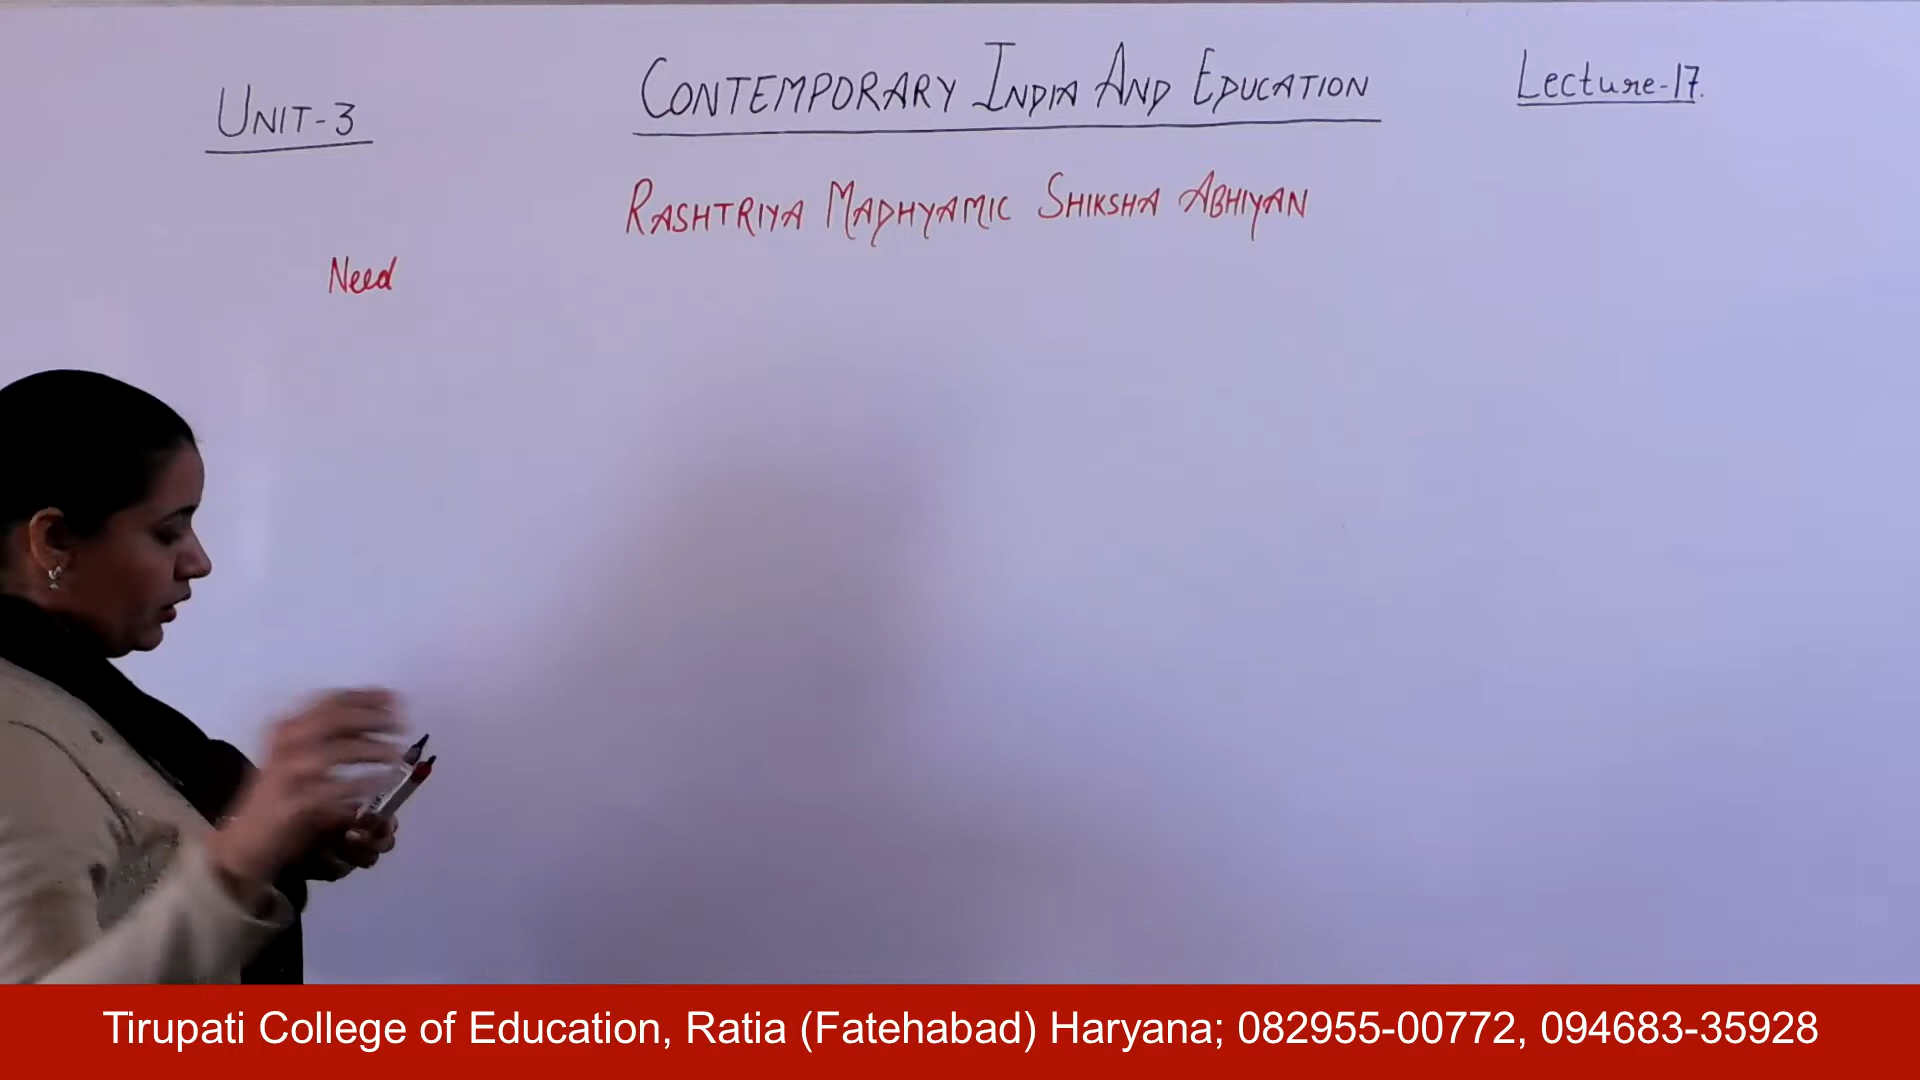 UNIT-3
CONTEMPORARY INDIA AND EDUCATION
Lecture-17.
RASHTRIYA MADHYAMIC SHIKSHA ABHIYAN
Need
Tirupati College of Education, Ratia (Fatehabad) Haryana; 082955-00772, 094683-35928